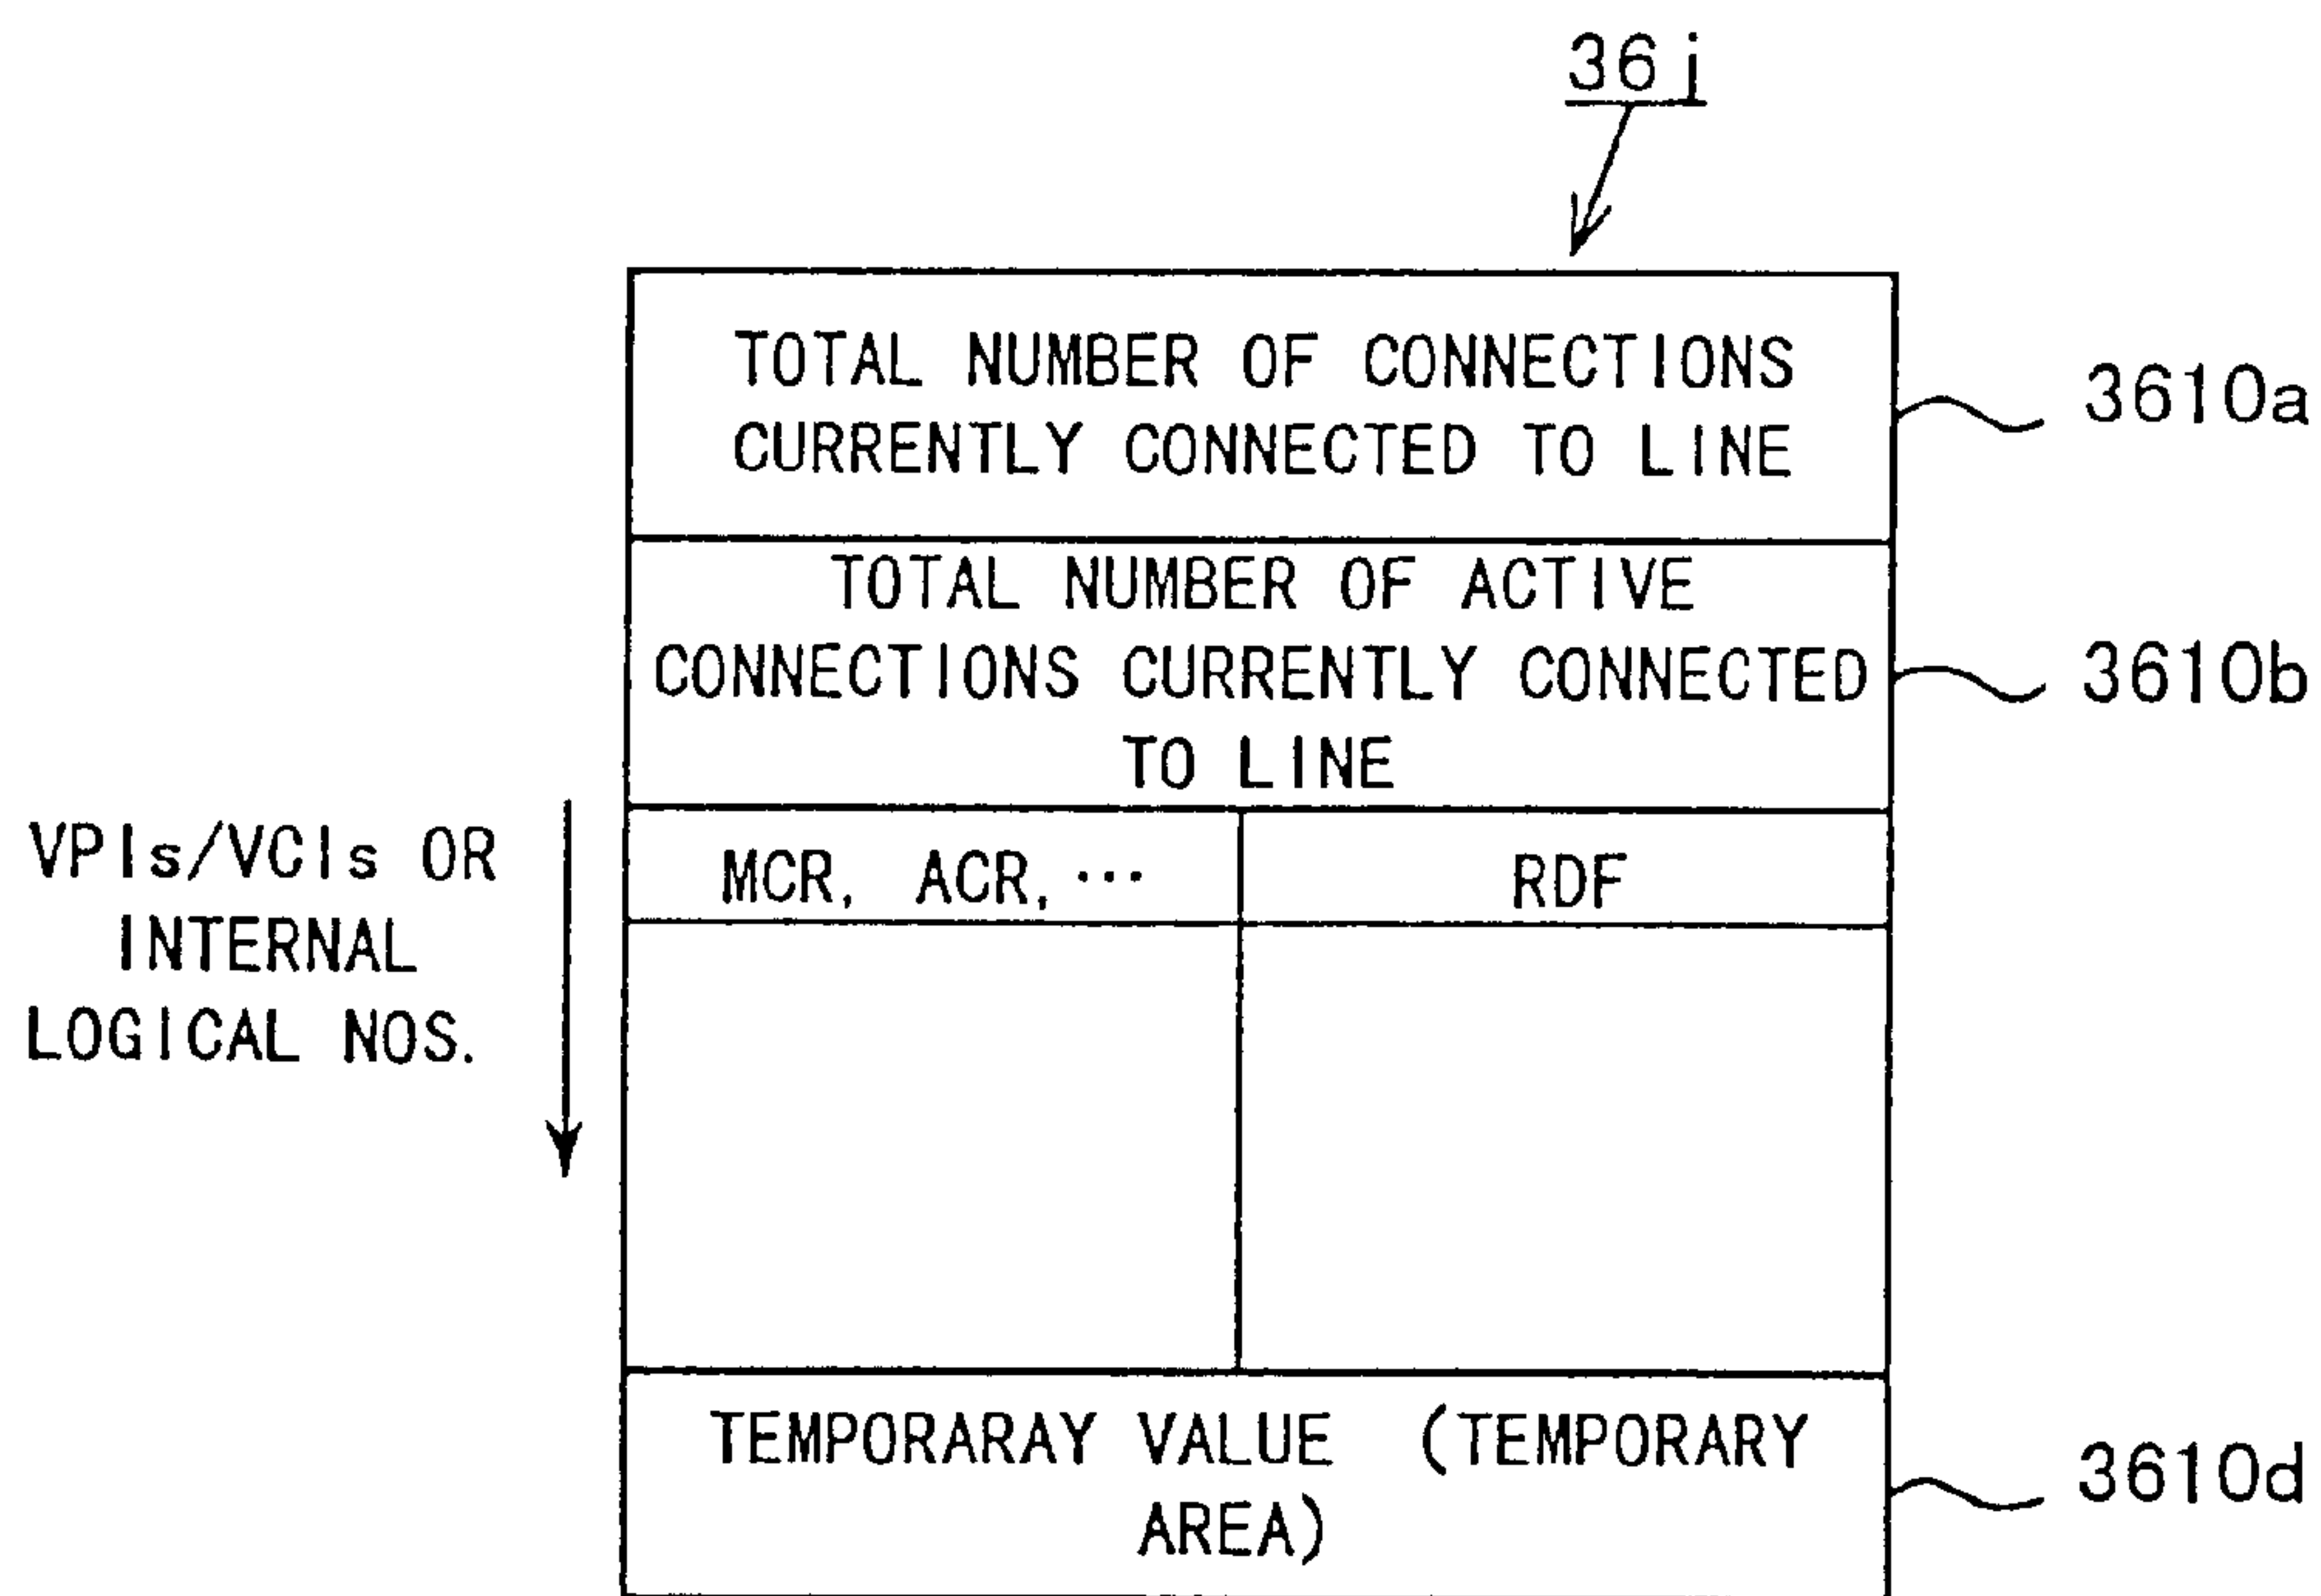 36j
TOTAL NUMBER OF CONNECTIONS
CURRENTLY CONNECTED TO LINE
3610a
TOTAL NUMBER OF ACTIVE
CONNECTIONS CURRENTLY CONNECTED
TO LINE
3610b
VPIs/VCIs OR
INTERNAL
LOGICAL NOS.
MCR, ACR, ··· RDF
TEMPORARAY VALUE (TEMPORARY
AREA)
3610d